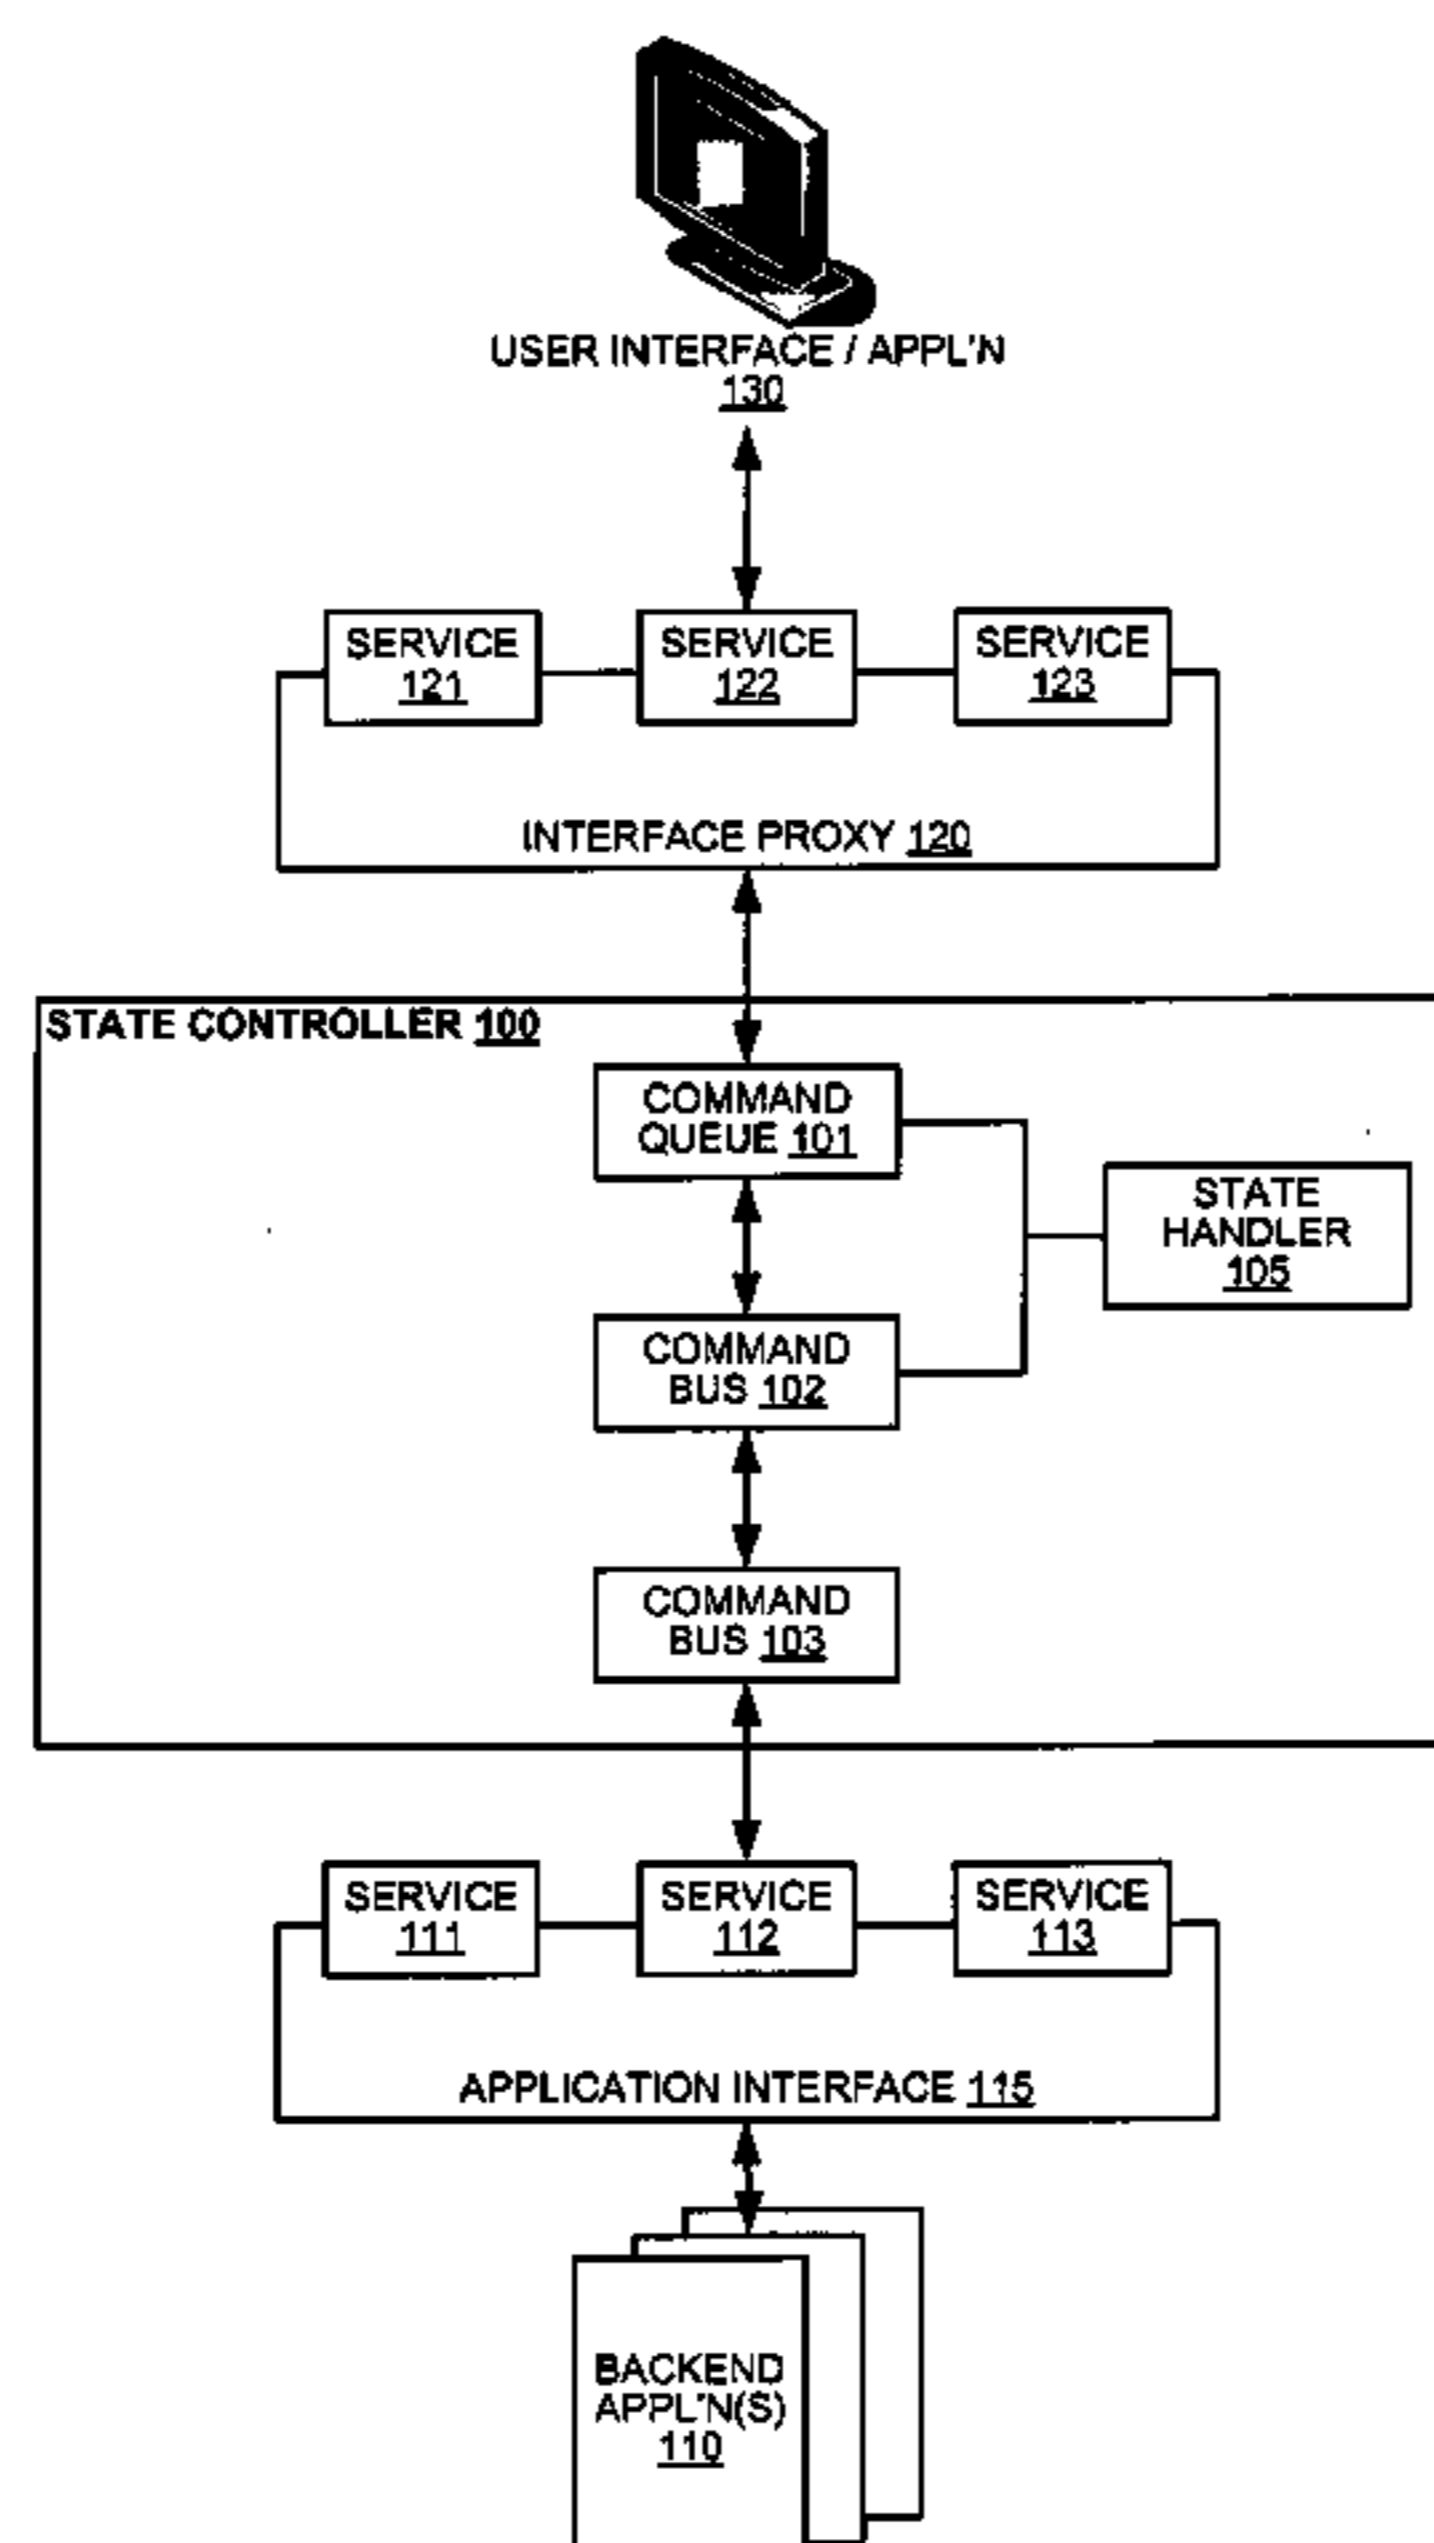 USER INTERFACE / APPL'N
130
SERVICE
121
SERVICE
122
SERVICE
123
INTERFACE PROXY 120
STATE CONTROLLER 100
COMMAND
QUEUE 101
STATE
HANDLER
105
COMMAND
BUS 102
COMMAND
BUS 103
SERVICE
111
SERVICE
112
SERVICE
113
APPLICATION INTERFACE 115
BACKEND
APPL'N(S)
110